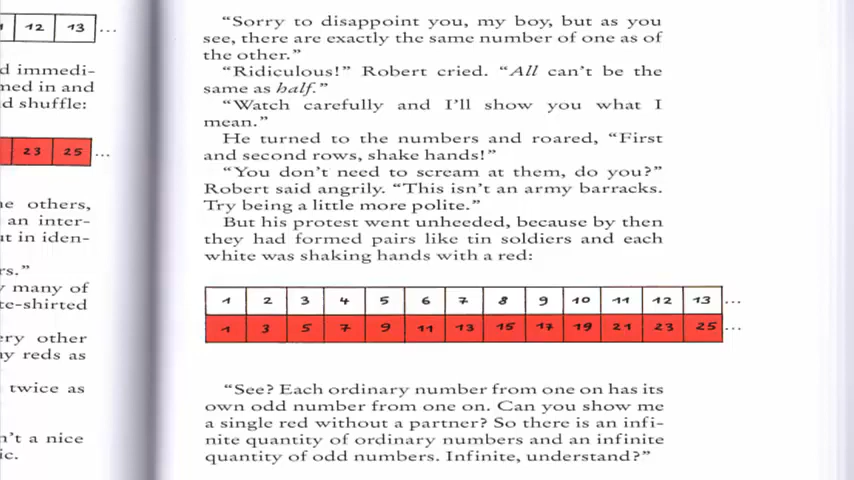 12 13 ...
d immedi-
med in and
d shuffle:
23 25 ...
e others,
an inter-
t in iden-
rs."
many of
te-shirted
ery other
y reds as
twice as
n't a nice
ic.
"Sorry to disappoint you, my boy, but as you
see, there are exactly the same number of one as of
the other."
"Ridiculous!" Robert cried. "All can't be the
same as half."
"Watch carefully and I'll show you what I
mean."
He turned to the numbers and roared, "First
and second rows, shake hands!"
"You don't need to scream at them, do you?"
Robert said angrily. "This isn't an army barracks.
Try being a little more polite."
But his protest went unheeded, because by then
they had formed pairs like tin soldiers and each
white was shaking hands with a red:
1 2 3 4 5 6 7 8 9 10 11 12 13 ...
1 3 5 7 9 11 13 15 17 19 21 23 25 ...
"See? Each ordinary number from one on has its
own odd number from one on. Can you show me
a single red without a partner? So there is an infi-
nite quantity of ordinary numbers and an infinite
quantity of odd numbers. Infinite, understand?"